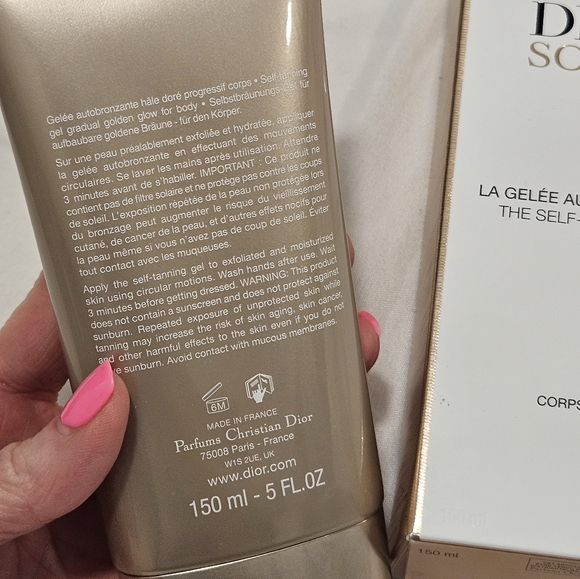 Gelée autobronzante hâle doré progressif corps • Self-tanning
gel gradual golden glow for body • Selbstbräunungs-Gel für
aufbaubare goldene Bräune - für den Körper.
Sur une peau préalablement exfoliée et hydratée, appliquer
la gelée autobronzante en effectuant des mouvements
circulaires. Se laver les mains après utilisation. Attendre
3 minutes avant de s'habiller. IMPORTANT : Ce produit ne
contient pas de filtre solaire et ne protège pas contre les coups
de soleil. L'exposition répétée de la peau non protégée lors
du bronzage peut augmenter le risque du vieillissement
cutané, de cancer de la peau, et d'autres effets nocifs pour
la peau même si vous n'avez pas de coup de soleil. Éviter
tout contact avec les muqueuses.
Apply the self-tanning gel to exfoliated and moisturized
skin using circular motions. Wash hands after use. Wait
3 minutes before getting dressed. WARNING: This product
does not contain a sunscreen and does not protect against
sunburn. Repeated exposure of unprotected skin while
tanning may increase the risk of skin aging, skin cancer,
and other harmful effects to the skin even if you do not
sunburn. Avoid contact with mucous membranes.
6M
MADE IN FRANCE
Parfums Christian Dior
75008 Paris - France
W1S 2UE, UK
www.dior.com
150 ml - 5 FL.OZ
LA GELÉE AU
THE SELF-
CORPS
150 ml
150 ml